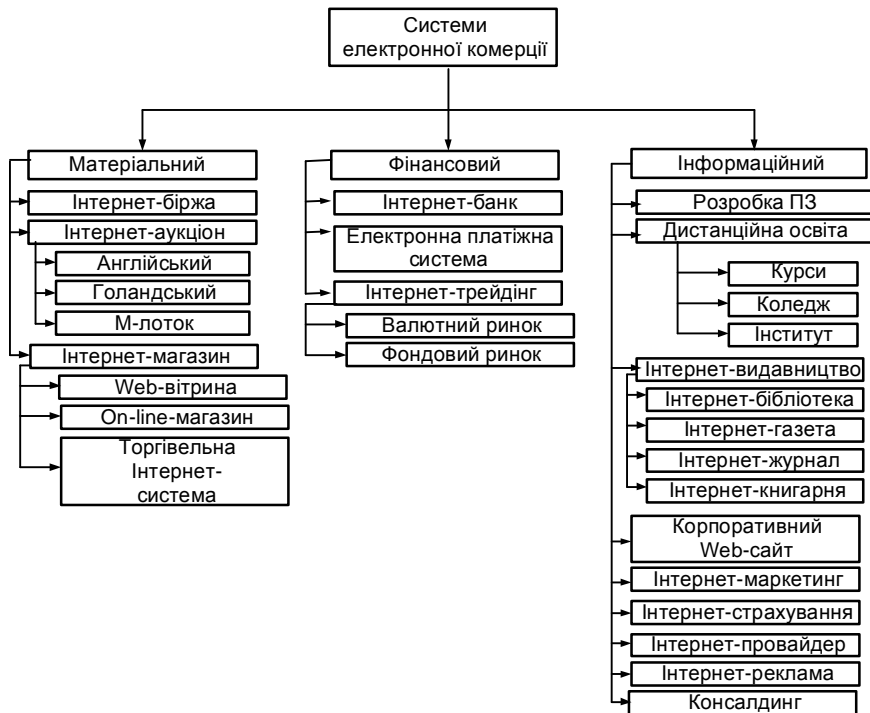 Системи
електронної комерції
Матеріальний
Інтернет-біржа
Інтернет-аукціон
Англійський
Голандський
М-лоток
Інтернет-магазин
Web-вітрина
On-line-магазин
Торгівельна
Інтернет-
система
Фінансовий
Інтернет-банк
Електронна платіжна
система
Інтернет-трейдінг
Валютний ринок
Фондовий ринок
Інформаційний
Розробка ПЗ
Дистанційна освіта
Курси
Коледж
Інститут
Інтернет-видавництво
Інтернет-бібліотека
Інтернет-газета
Інтернет-журнал
Інтернет-книгарня
Корпоративний
Web-сайт
Інтернет-маркетинг
Інтернет-страхування
Інтернет-провайдер
Інтернет-реклама
Консалдинг